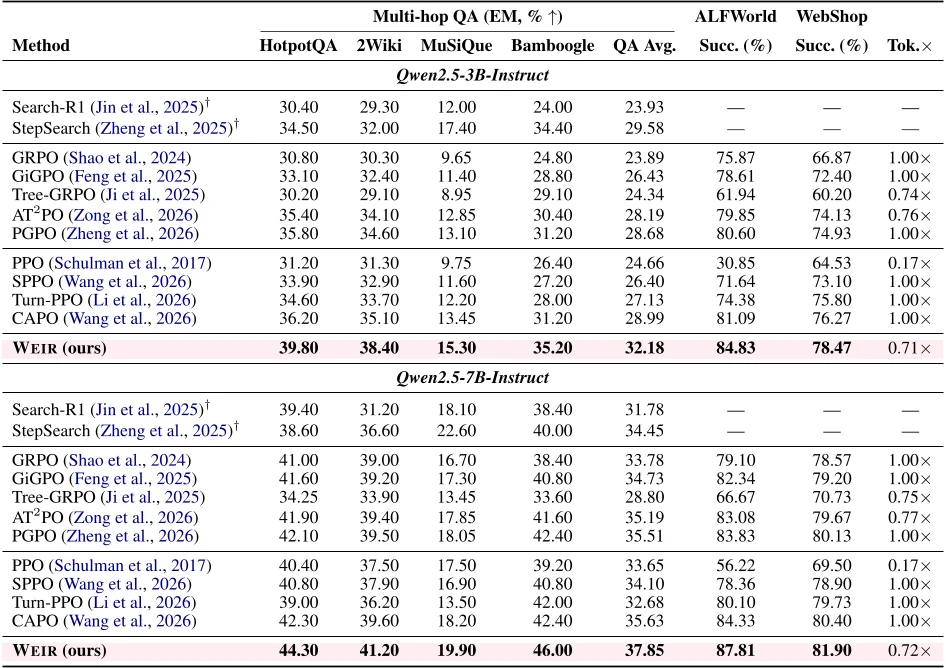 Multi-hop QA (EM, % ↑) ALFWorld WebShop
Method HotpotQA 2Wiki MuSiQue Bamboogle QA Avg. Succ. (%) Succ. (%) Tok.×
Qwen2.5-3B-Instruct
Search-R1 (Jin et al., 2025)† 30.40 29.30 12.00 24.00 23.93 — — —
StepSearch (Zheng et al., 2025)† 34.50 32.00 17.40 34.40 29.58 — — —
GRPO (Shao et al., 2024) 30.80 30.30 9.65 24.80 23.89 75.87 66.87 1.00×
GiGPO (Feng et al., 2025) 33.10 32.40 11.40 28.80 26.43 78.61 72.40 1.00×
Tree-GRPO (Ji et al., 2025) 30.20 29.10 8.95 29.10 24.34 61.94 60.20 0.74×
AT²PO (Zong et al., 2026) 35.40 34.10 12.85 30.40 28.19 79.85 74.13 0.76×
PGPO (Zheng et al., 2026) 35.80 34.60 13.10 31.20 28.68 80.60 74.93 1.00×
PPO (Schulman et al., 2017) 31.20 31.30 9.75 26.40 24.66 30.85 64.53 0.17×
SPPO (Wang et al., 2026) 33.90 32.90 11.60 27.20 26.40 71.64 73.10 1.00×
Turn-PPO (Li et al., 2026) 34.60 33.70 12.20 28.00 27.13 74.38 75.80 1.00×
CAPO (Wang et al., 2026) 36.20 35.10 13.45 31.20 28.99 81.09 76.27 1.00×
WEIR (ours) 39.80 38.40 15.30 35.20 32.18 84.83 78.47 0.71×
Qwen2.5-7B-Instruct
Search-R1 (Jin et al., 2025)† 39.40 31.20 18.10 38.40 31.78 — — —
StepSearch (Zheng et al., 2025)† 38.60 36.60 22.60 40.00 34.45 — — —
GRPO (Shao et al., 2024) 41.00 39.00 16.70 38.40 33.78 79.10 78.57 1.00×
GiGPO (Feng et al., 2025) 41.60 39.20 17.30 40.80 34.73 82.34 79.20 1.00×
Tree-GRPO (Ji et al., 2025) 34.25 33.90 13.45 33.60 28.80 66.67 70.73 0.75×
AT²PO (Zong et al., 2026) 41.90 39.40 17.85 41.60 35.19 83.08 79.67 0.77×
PGPO (Zheng et al., 2026) 42.10 39.50 18.05 42.40 35.51 83.83 80.13 1.00×
PPO (Schulman et al., 2017) 40.40 37.50 17.50 39.20 33.65 56.22 69.50 0.17×
SPPO (Wang et al., 2026) 40.80 37.90 16.90 40.80 34.10 78.36 78.90 1.00×
Turn-PPO (Li et al., 2026) 39.00 36.20 13.50 42.00 32.68 80.10 79.73 1.00×
CAPO (Wang et al., 2026) 42.30 39.60 18.20 42.40 35.63 84.33 80.40 1.00×
WEIR (ours) 44.30 41.20 19.90 46.00 37.85 87.81 81.90 0.72×